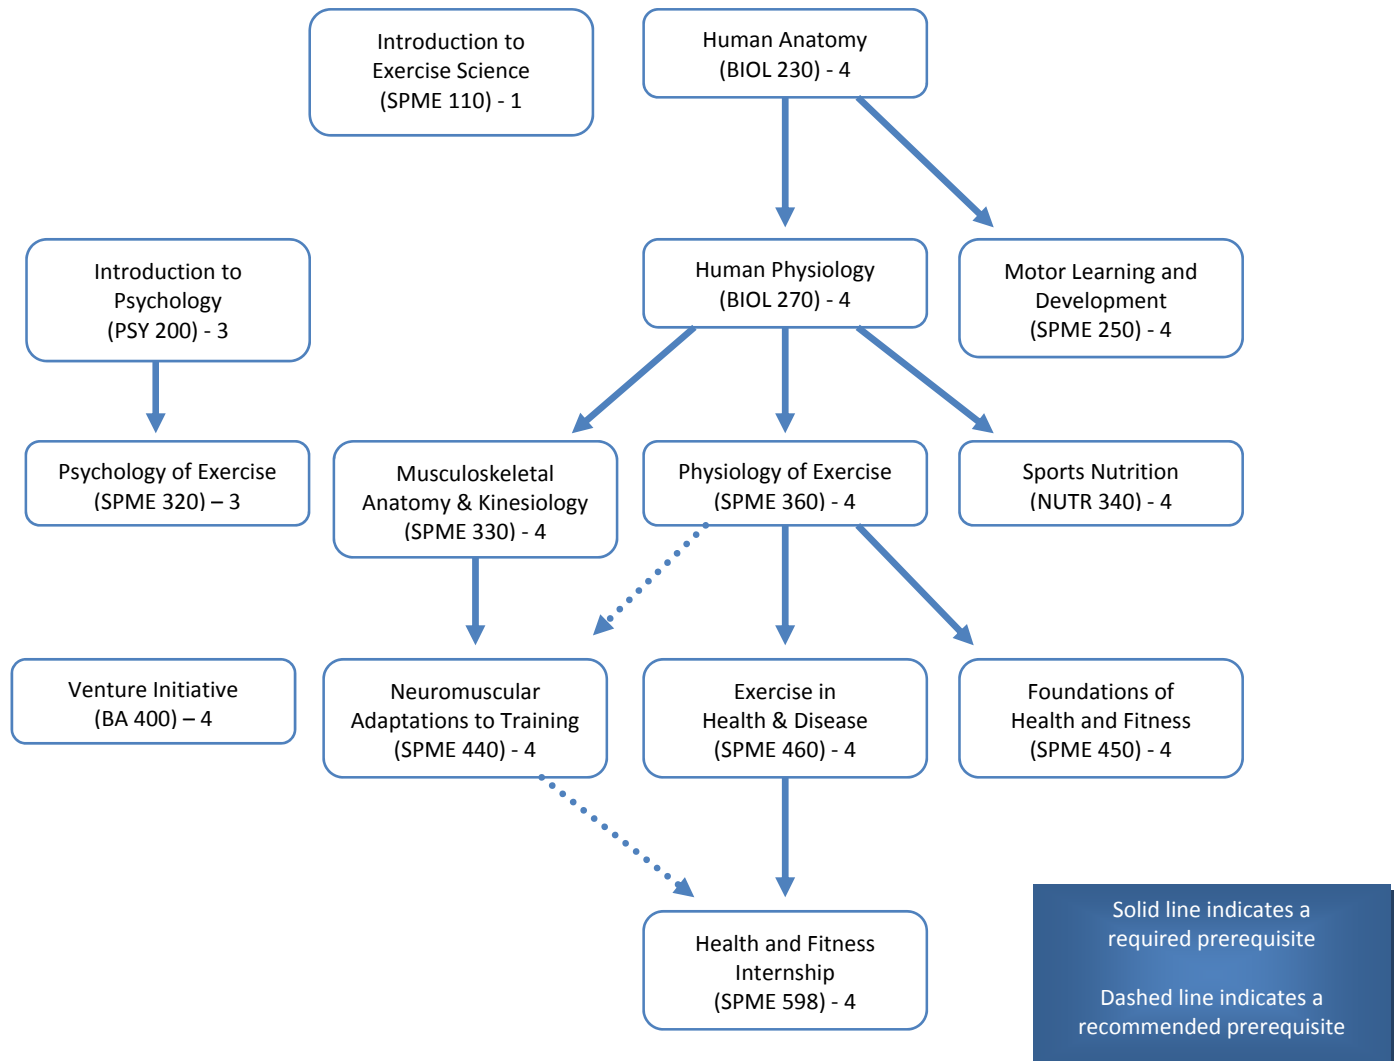 Introduction to
Exercise Science
(SPME 110) - 1
Human Anatomy
(BIOL 230) - 4
Introduction to
Psychology
(PSY 200) - 3
Human Physiology
(BIOL 270) - 4
Motor Learning and
Development
(SPME 250) - 4
Psychology of Exercise
(SPME 320) – 3
Musculoskeletal
Anatomy & Kinesiology
(SPME 330) - 4
Physiology of Exercise
(SPME 360) - 4
Sports Nutrition
(NUTR 340) - 4
Venture Initiative
(BA 400) – 4
Neuromuscular
Adaptations to Training
(SPME 440) - 4
Exercise in
Health & Disease
(SPME 460) - 4
Foundations of
Health and Fitness
(SPME 450) - 4
Health and Fitness
Internship
(SPME 598) - 4
Solid line indicates a
required prerequisite
Dashed line indicates a
recommended prerequisite